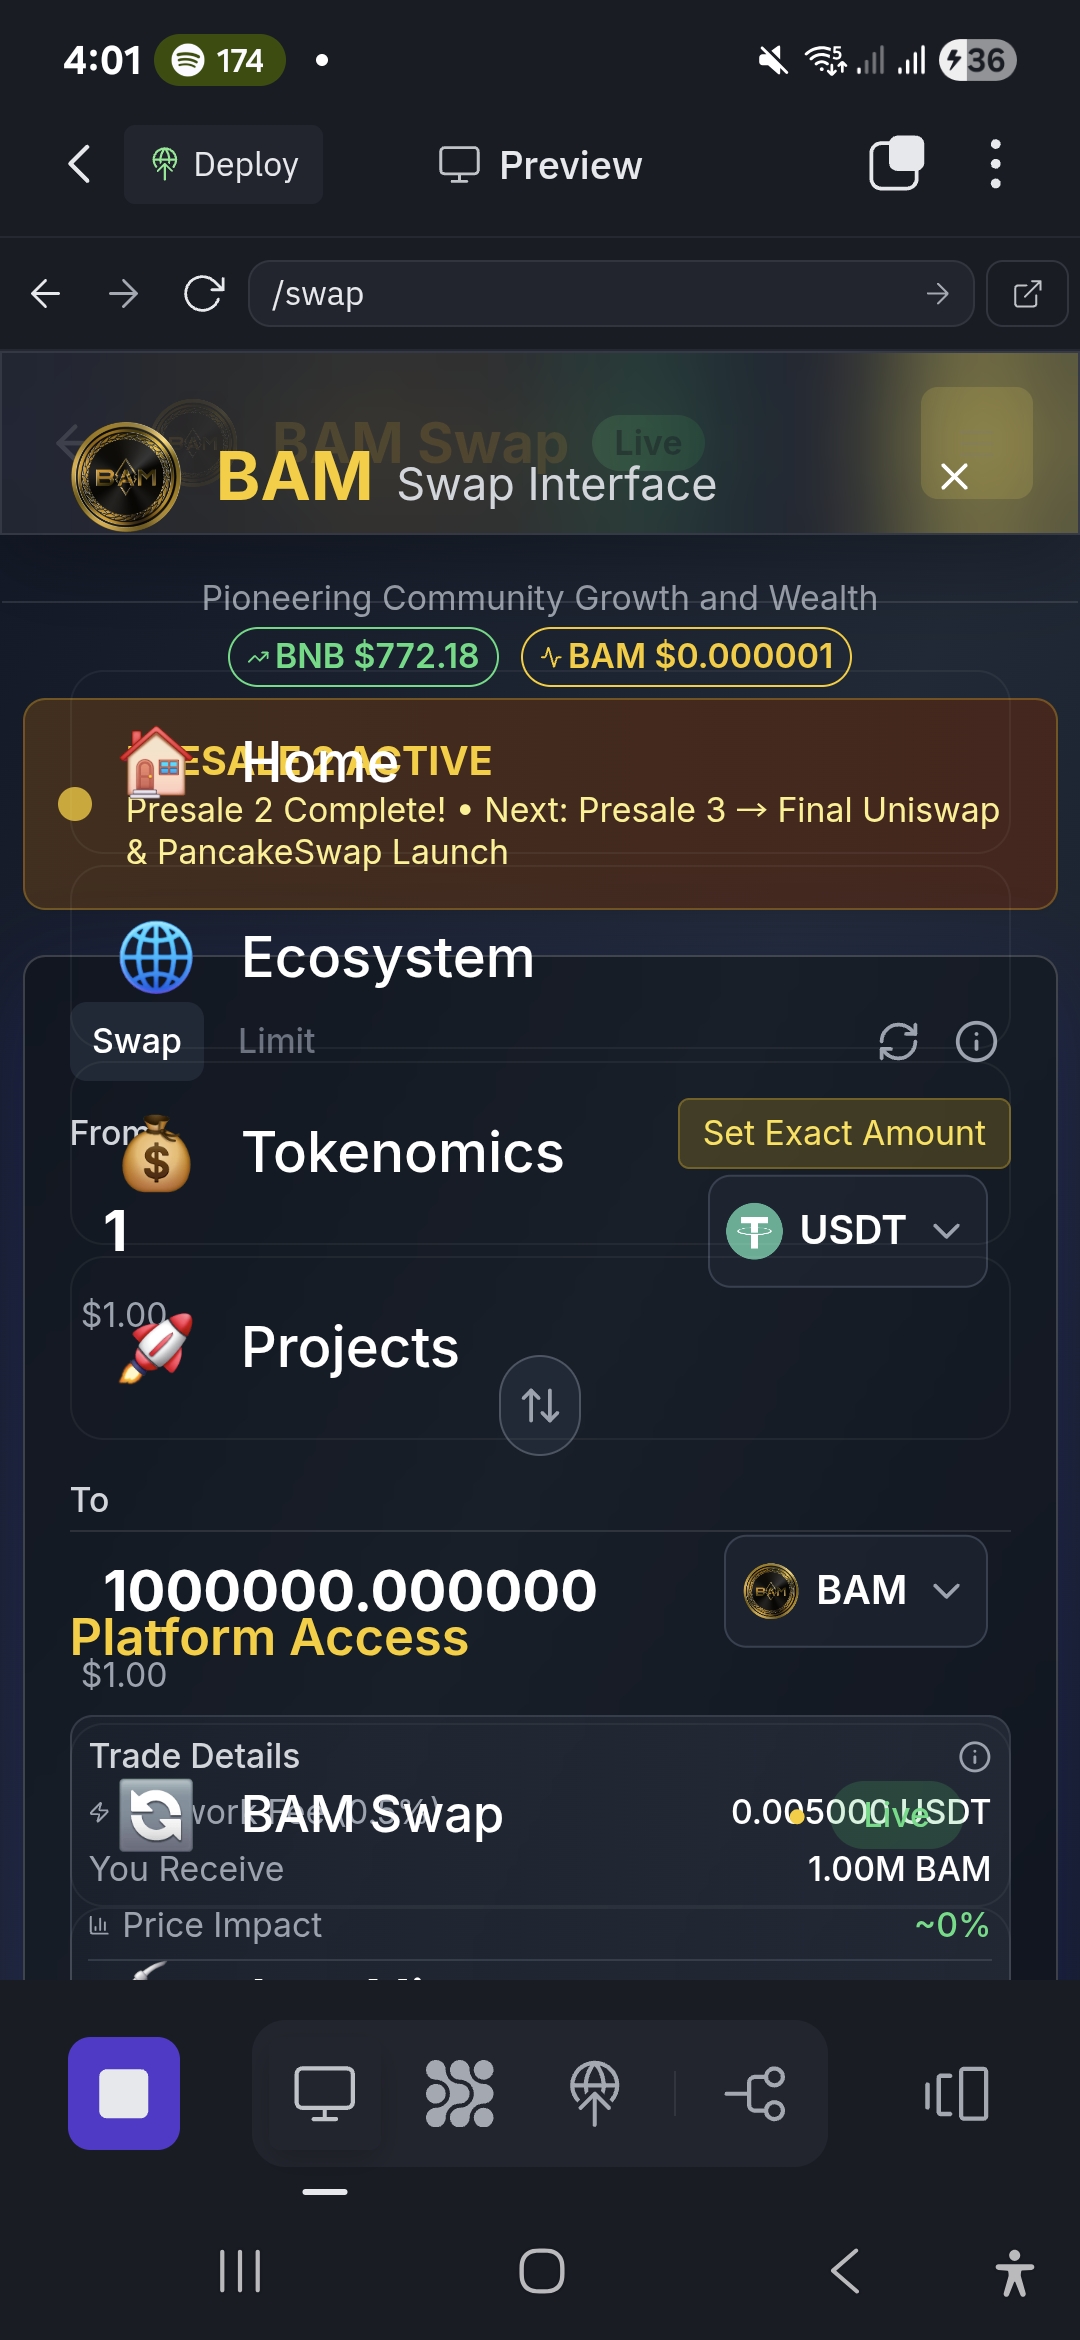 4:01
174
5
36
Deploy
Preview
/swap
BAM Swap
Live
BAM
BAM Swap Interface
Pioneering Community Growth and Wealth
BNB $772.18
BAM $0.000001
Home
ACTIVE
Presale 2 Complete! • Next: Presale 3 → Final Uniswap
& PancakeSwap Launch
Ecosystem
Swap
Limit
From
Set Exact Amount
Tokenomics
1
USDT
$1.00
Projects
To
1000000.000000
BAM
BAM
Platform Access
$1.00
Trade Details
BAM Swap
Fee (0.5%)
0.005000 USDT
Live
You Receive
1.00M BAM
Price Impact
~0%